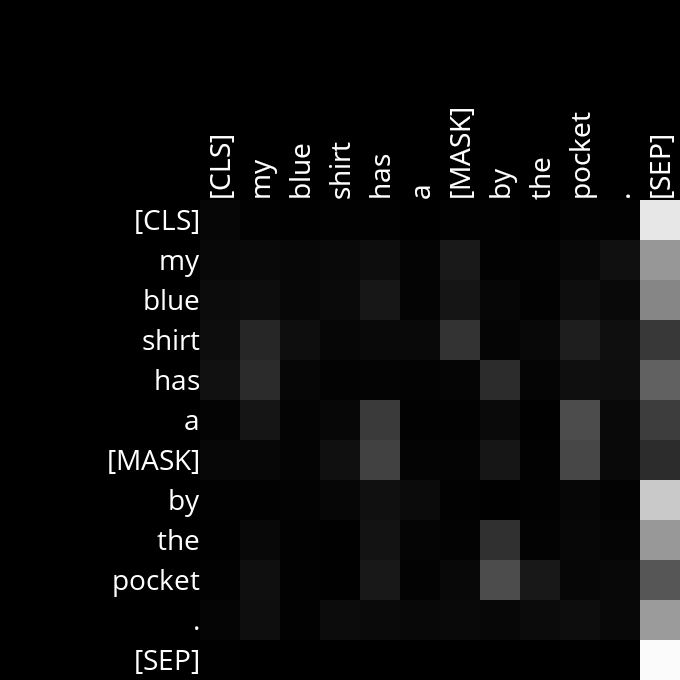 [CLS] my blue shirt has a [MASK] by the pocket . [SEP]
[CLS]
my
blue
shirt
has
a
[MASK]
by
the
pocket
.
[SEP]